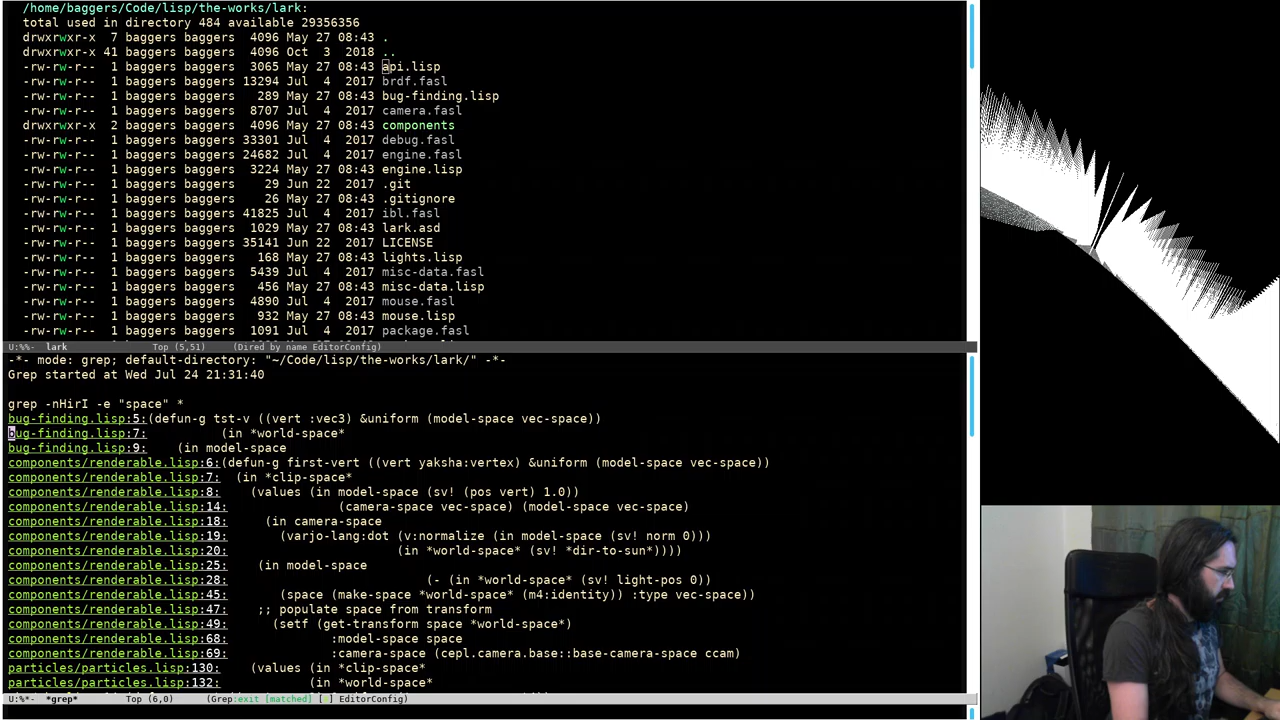 /home/baggers/Code/lisp/the-works/lark:
total used in directory 484 available 29356356
drwxrwxr-x  7 baggers baggers  4096 May 27 08:43 .
drwxrwxr-x 41 baggers baggers  4096 Oct  3  2018 ..
-rw-rw-r--  1 baggers baggers  3065 May 27 08:43 api.lisp
-rw-rw-r--  1 baggers baggers 13294 Jul  4  2017 brdf.fasl
-rw-rw-r--  1 baggers baggers   289 May 27 08:43 bug-finding.lisp
-rw-rw-r--  1 baggers baggers  8707 Jul  4  2017 camera.fasl
drwxrwxr-x  2 baggers baggers  4096 May 27 08:43 components
-rw-rw-r--  1 baggers baggers 33301 Jul  4  2017 debug.fasl
-rw-rw-r--  1 baggers baggers 24682 Jul  4  2017 engine.fasl
-rw-rw-r--  1 baggers baggers  3224 May 27 08:43 engine.lisp
-rw-rw-r--  1 baggers baggers    29 Jun 22  2017 .git
-rw-rw-r--  1 baggers baggers    26 May 27 08:43 .gitignore
-rw-rw-r--  1 baggers baggers 41825 Jul  4  2017 ibl.fasl
-rw-rw-r--  1 baggers baggers  1029 May 27 08:43 lark.asd
-rw-rw-r--  1 baggers baggers 35141 Jun 22  2017 LICENSE
-rw-rw-r--  1 baggers baggers   168 May 27 08:43 lights.lisp
-rw-rw-r--  1 baggers baggers  5439 Jul  4  2017 misc-data.fasl
-rw-rw-r--  1 baggers baggers   456 May 27 08:43 misc-data.lisp
-rw-rw-r--  1 baggers baggers  4890 Jul  4  2017 mouse.fasl
-rw-rw-r--  1 baggers baggers   932 May 27 08:43 mouse.lisp
-rw-rw-r--  1 baggers baggers  1091 Jul  4  2017 package.fasl
U:%%-  lark            Top (5,51)     (Dired by name EditorConfig)
-*- mode: grep; default-directory: "~/Code/lisp/the-works/lark/" -*-
Grep started at Wed Jul 24 21:31:40
grep -nHirI -e "space" *
bug-finding.lisp:5:(defun-g tst-v ((vert :vec3) &uniform (model-space vec-space))
bug-finding.lisp:7:          (in *world-space*
bug-finding.lisp:9:    (in model-space
components/renderable.lisp:6:(defun-g first-vert ((vert yaksha:vertex) &uniform (model-space vec-space))
components/renderable.lisp:7:  (in *clip-space*
components/renderable.lisp:8:    (values (in model-space (sv! (pos vert) 1.0))
components/renderable.lisp:14:                (camera-space vec-space) (model-space vec-space)
components/renderable.lisp:18:      (in camera-space
components/renderable.lisp:19:        (varjo-lang:dot (v:normalize (in model-space (sv! norm 0)))
components/renderable.lisp:20:                        (in *world-space* (sv! *dir-to-sun*))))
components/renderable.lisp:25:     (in model-space
components/renderable.lisp:28:                            (- (in *world-space* (sv! light-pos 0))
components/renderable.lisp:45:        (space (make-space *world-space* (m4:identity)) :type vec-space))
components/renderable.lisp:47:     ;; populate space from transform
components/renderable.lisp:49:       (setf (get-transform space *world-space*)
components/renderable.lisp:68:               :model-space space
components/renderable.lisp:69:               :camera-space (cepl.camera.base::base-camera-space ccam)
particles/particles.lisp:130:    (values (in *clip-space*
particles/particles.lisp:132:            (in *world-space*
U:%*-  *grep*          Top (6,0)      (Grep:exit [matched] [] EditorConfig)